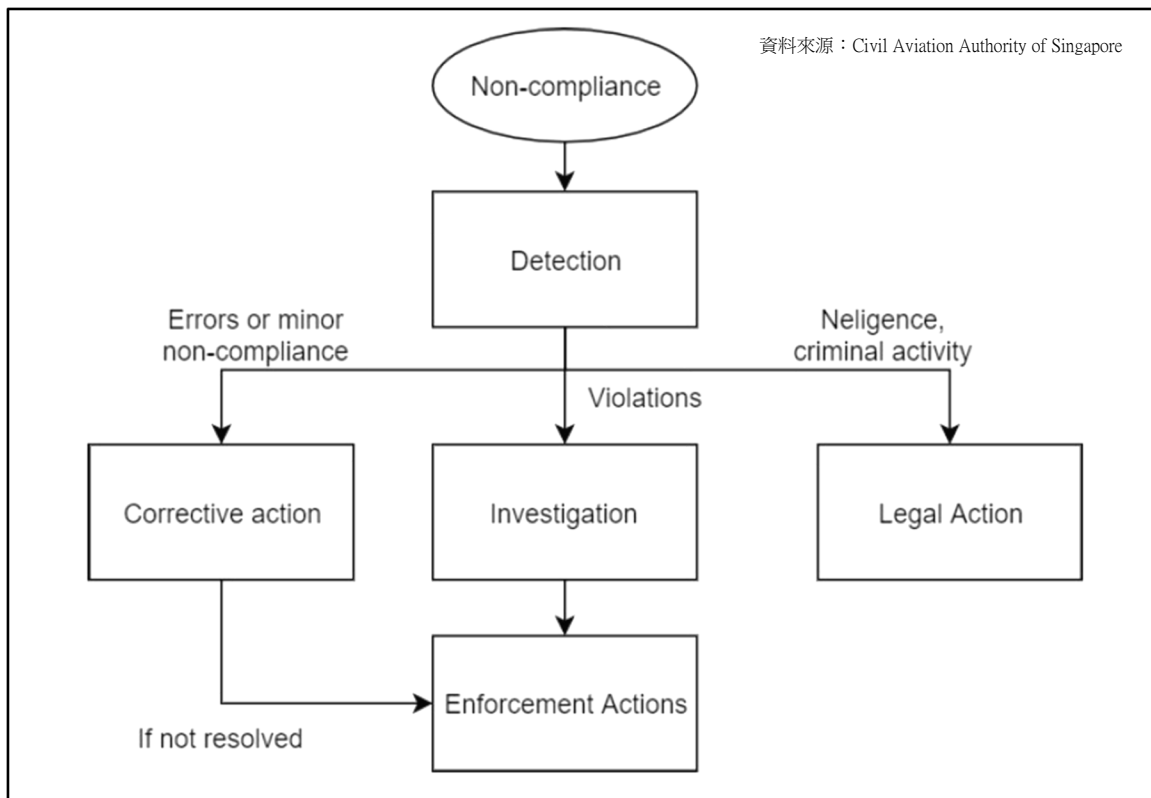 資料來源：Civil Aviation Authority of Singapore
Non-compliance
Detection
Errors or minor
non-compliance
Neligence,
criminal activity
Violations
Corrective action
Investigation
Legal Action
Enforcement Actions
If not resolved